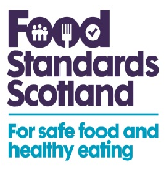 Food
Standards
Scotland
For safe food and
healthy eating